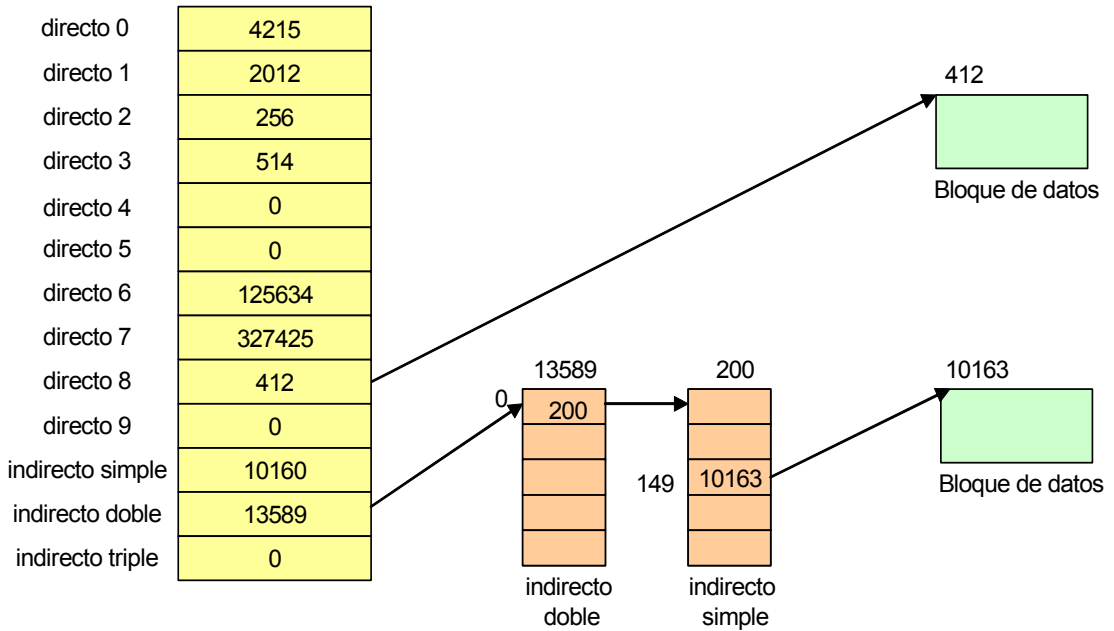 directo 0 4215
directo 1 2012
directo 2 256
directo 3 514
directo 4 0
directo 5 0
directo 6 125634
directo 7 327425
directo 8 412
directo 9 0
indirecto simple 10160
indirecto doble 13589
indirecto triple 0
412
Bloque de datos
13589
0
200
indirecto
doble
200
149 10163
indirecto
simple
10163
Bloque de datos